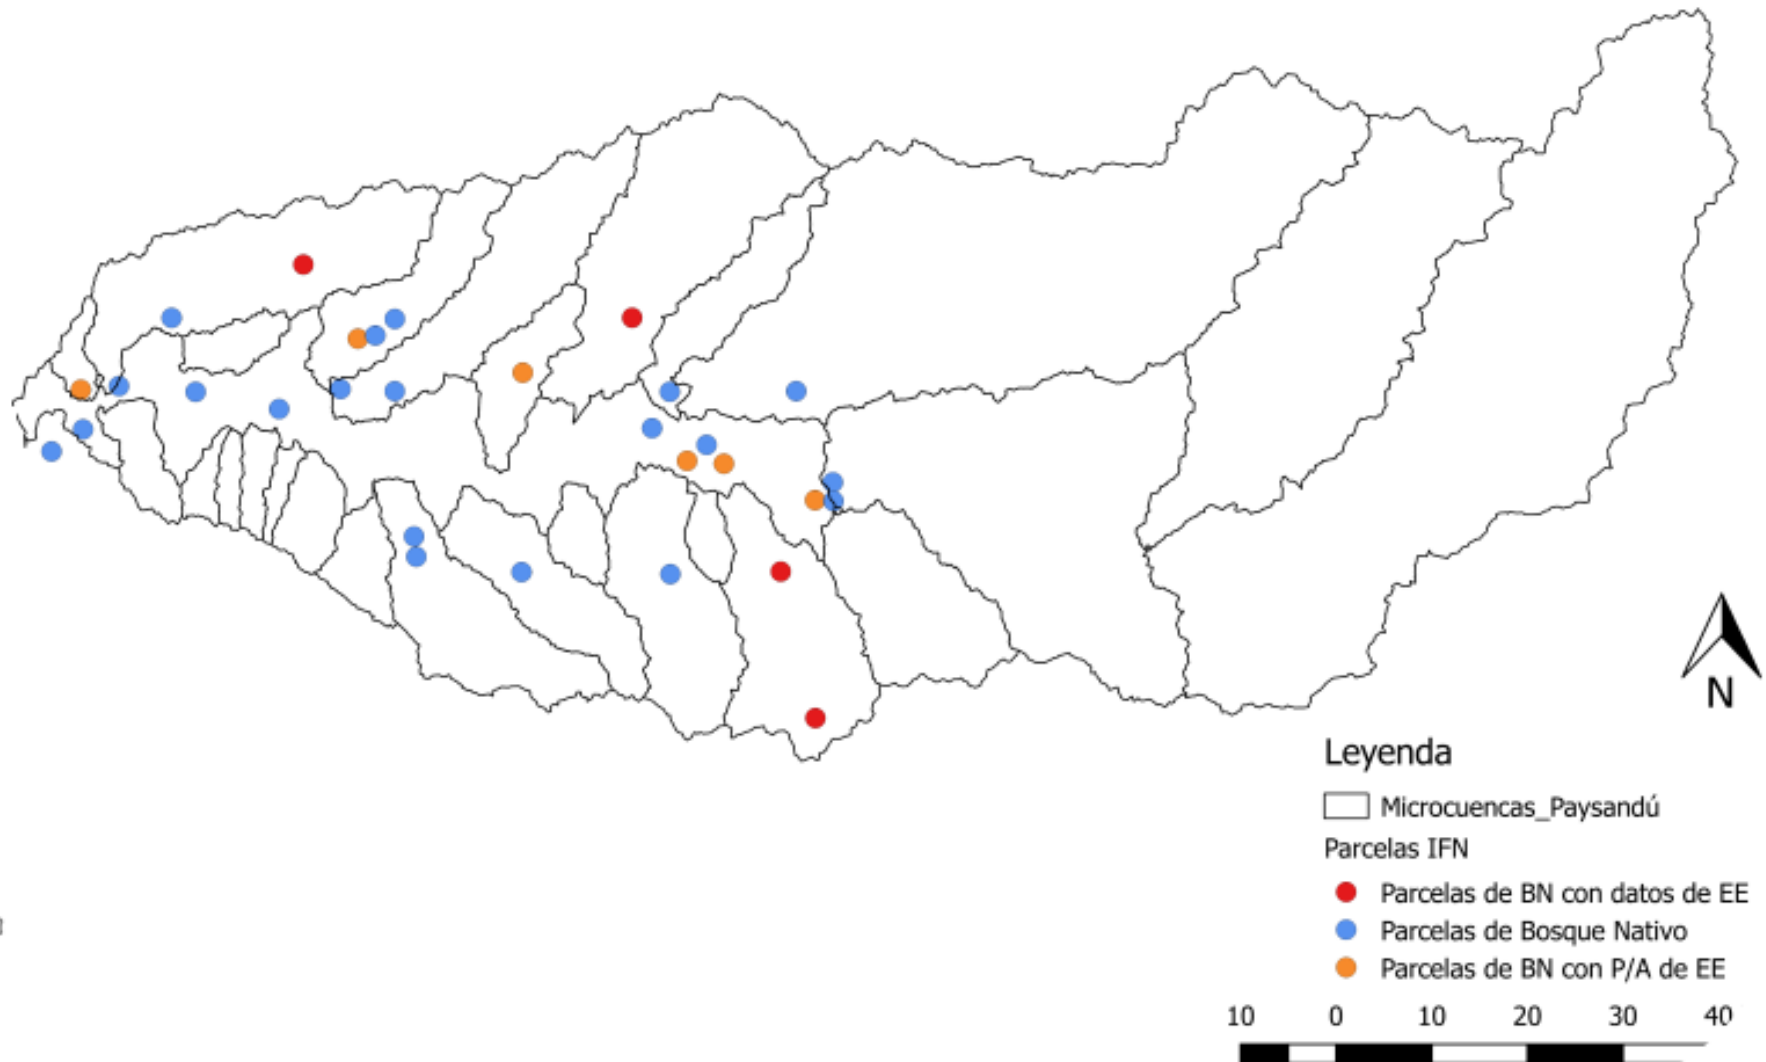 N
Leyenda
Microcuencas_Paysandú
Parcelas IFN
Parcelas de BN con datos de EE
Parcelas de Bosque Nativo
Parcelas de BN con P/A de EE
10 0 10 20 30 40